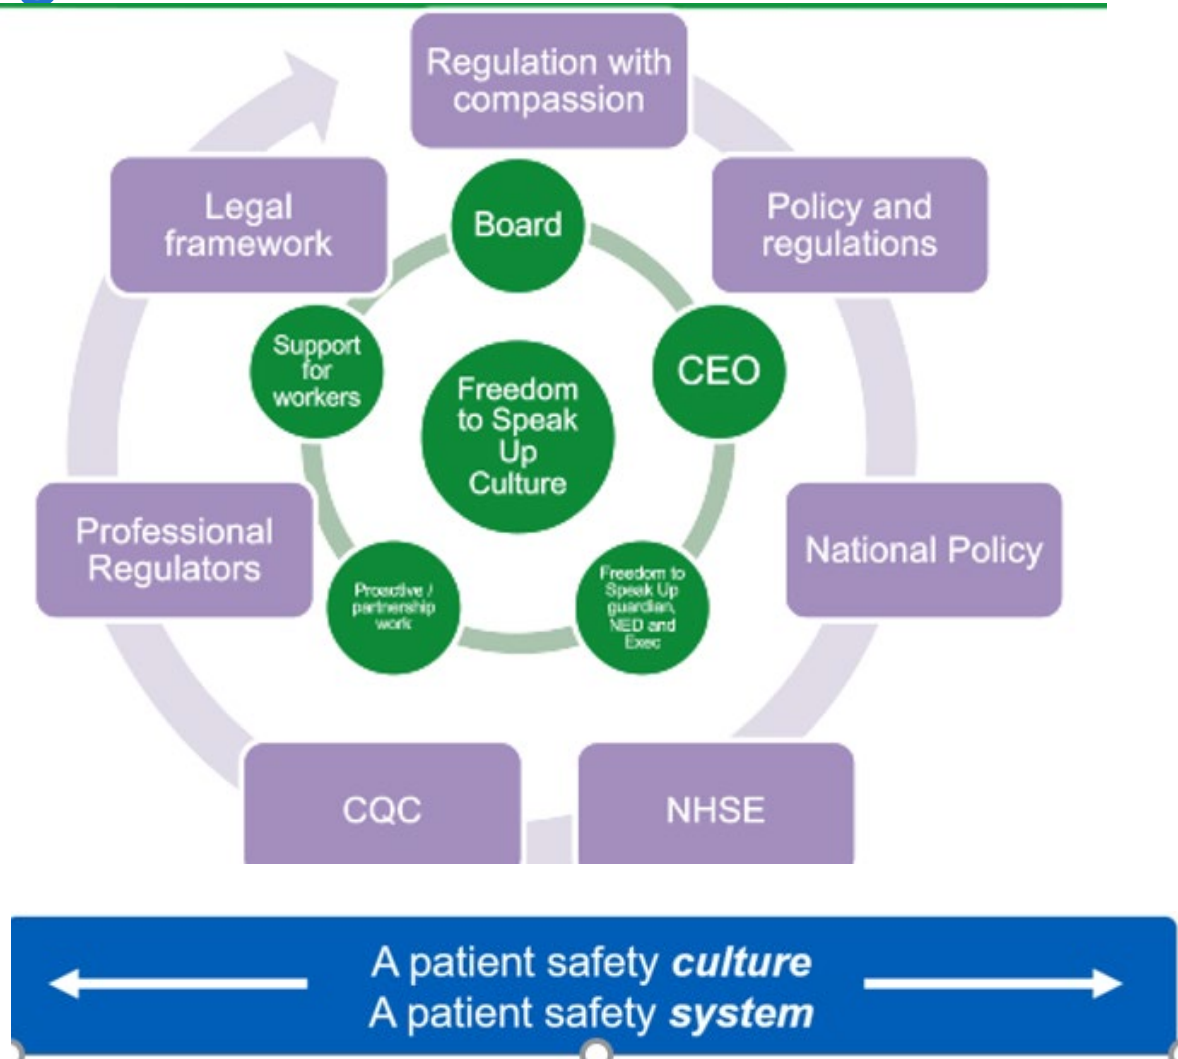 Regulation with
compassion
Legal
framework
Policy and
regulations
Board
Support
for
workers
CEO
Freedom
to Speak
Up
Culture
Professional
Regulators
National Policy
Proactive /
partnership
work
Freedom to
Speak Up
guardian,
NED and
Exec
CQC
NHSE
A patient safety culture
A patient safety system